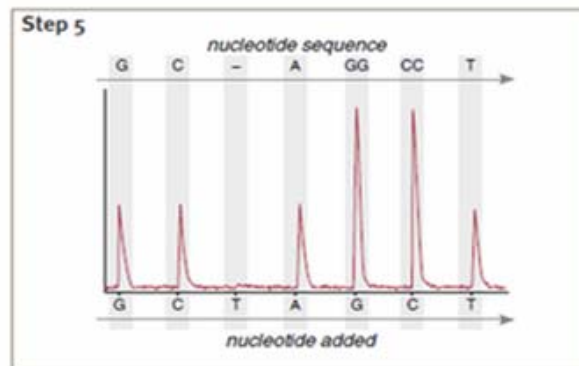 Step 5
nucleotide sequence
G C – A GG CC T
G C T A G C T
nucleotide added